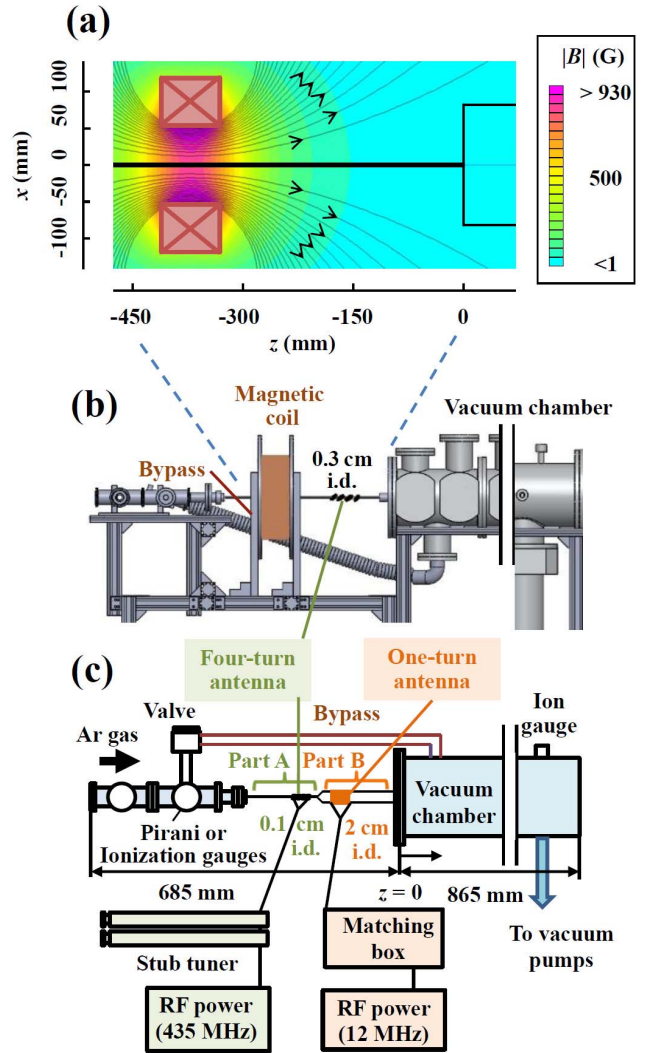 (a)
|B| (G)
> 930
500
<1
x (mm)
100
50
0
-50
-100
-450
-300
-150
0
z (mm)
(b)
Magnetic
coil
Bypass
0.3 cm
i.d.
Vacuum chamber
(c)
Four-turn
antenna
One-turn
antenna
Valve
Bypass
Ion
gauge
Ar gas
Part A
Part B
Vacuum
chamber
Pirani or
Ionization gauges
0.1 cm
i.d.
2 cm
i.d.
685 mm
z = 0
865 mm
Stub tuner
Matching
box
To vacuum
pumps
RF power
(435 MHz)
RF power
(12 MHz)